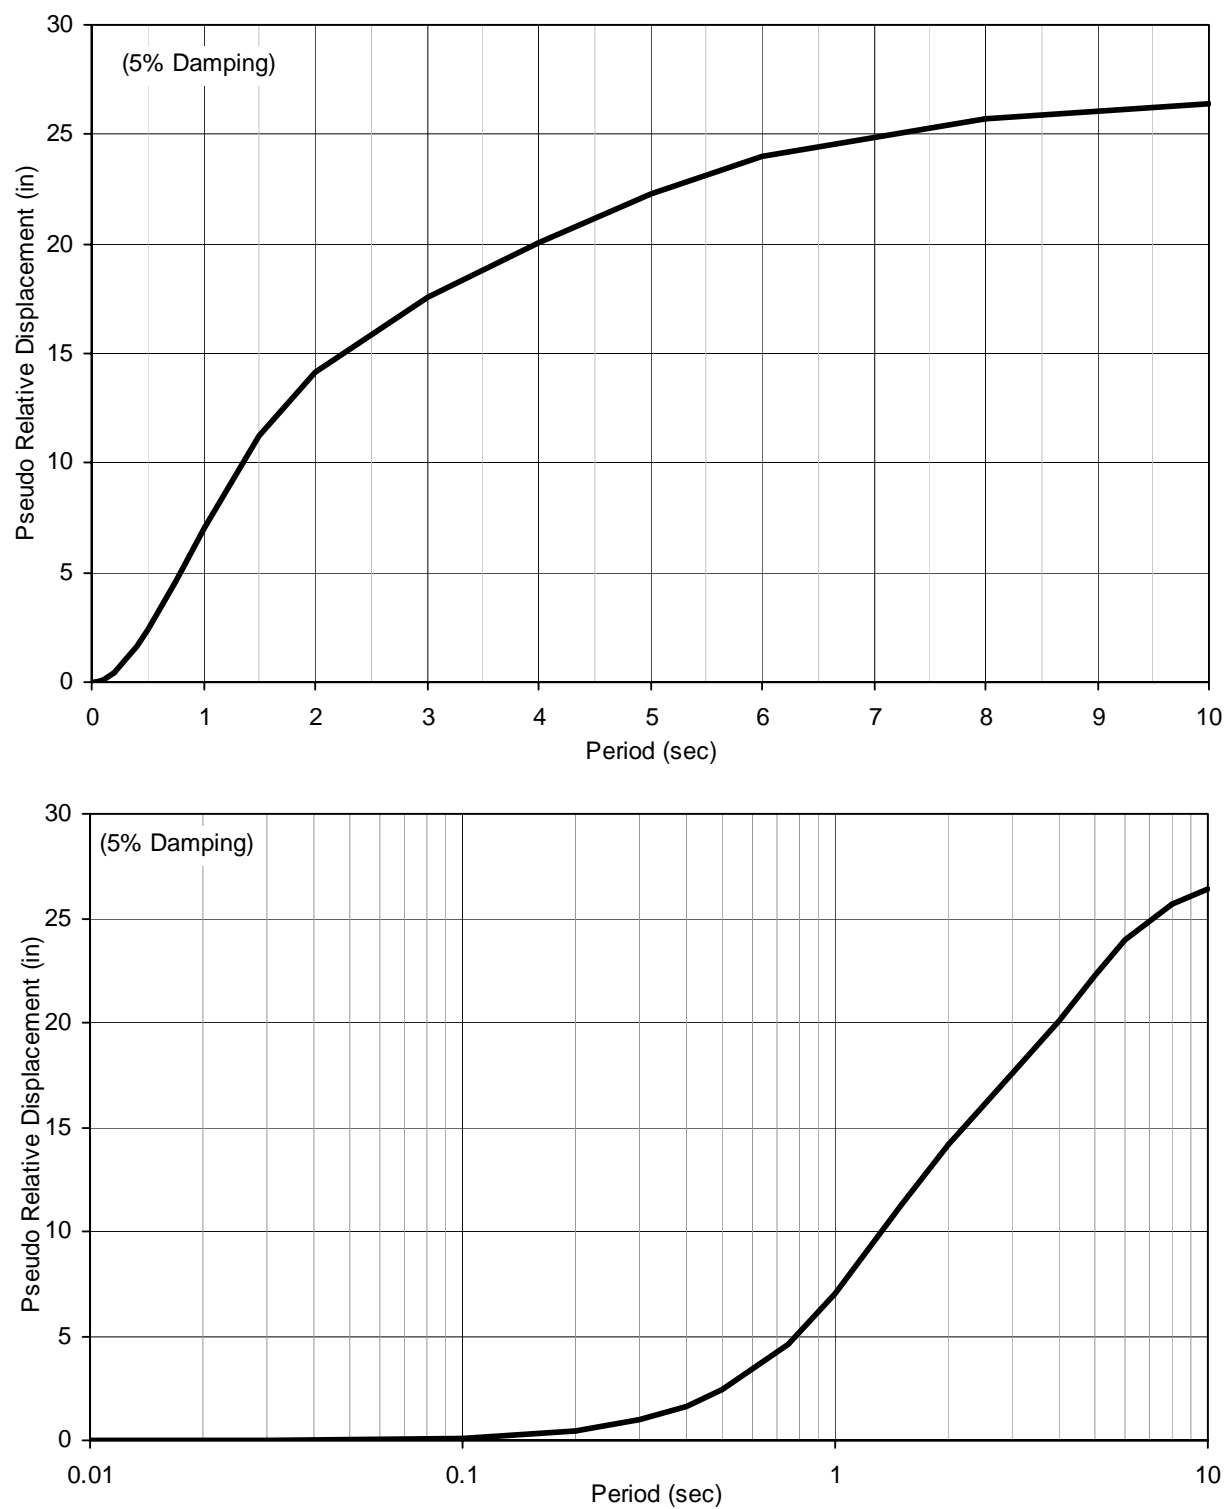 30
(5% Damping)
25
20
15
10
5
0
Pseudo Relative Displacement (in)
0 1 2 3 4 5 6 7 8 9 10
Period (sec)
30
(5% Damping)
25
20
15
10
5
0
Pseudo Relative Displacement (in)
0.01 0.1 1 10
Period (sec)